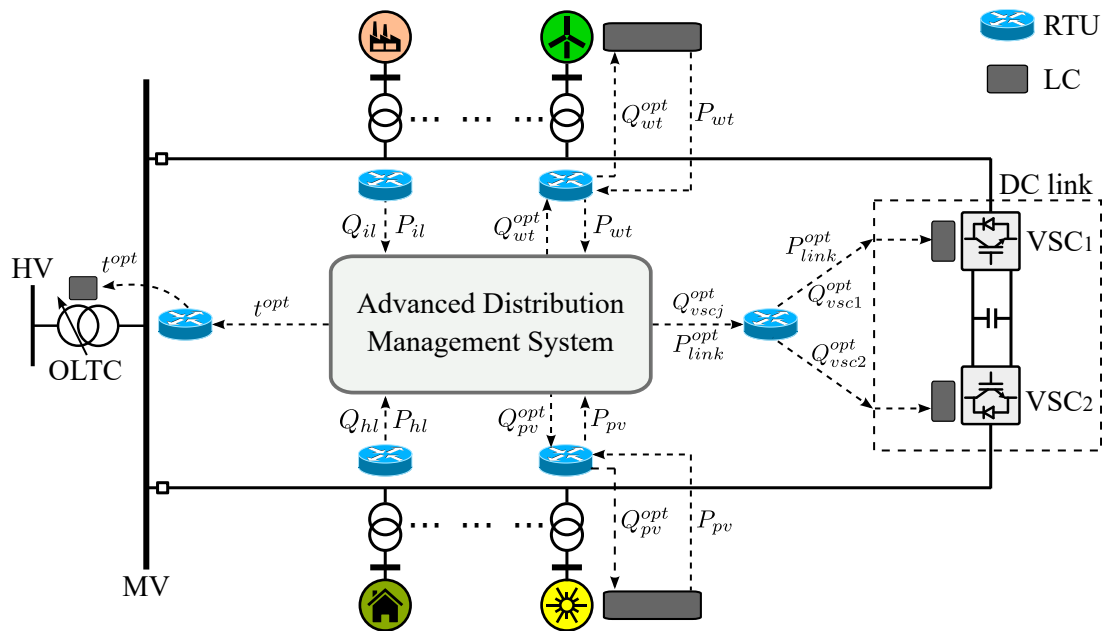 RTU
LC
Q_{wt}^{opt}
P_{wt}
DC link
Q_{il}
P_{il}
Q_{wt}^{opt}
P_{wt}
VSC1
HV
t^{opt}
P_{link}^{opt}
Q_{vsc1}^{opt}
Advanced Distribution
Management System
t^{opt}
Q_{vscj}^{opt}
P_{link}^{opt}
OLTC
Q_{vsc2}^{opt}
Q_{hl}
P_{hl}
Q_{pv}^{opt}
P_{pv}
VSC2
Q_{pv}^{opt}
P_{pv}
MV